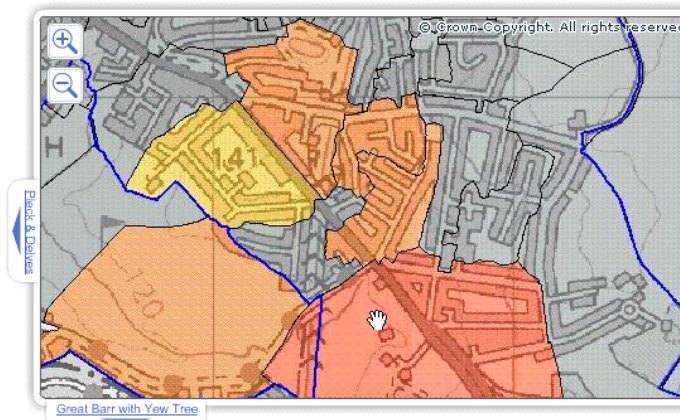 © Crown Copyright. All rights reserved
H
141
120
Pleck & Delves
Great Barr with Yew Tree